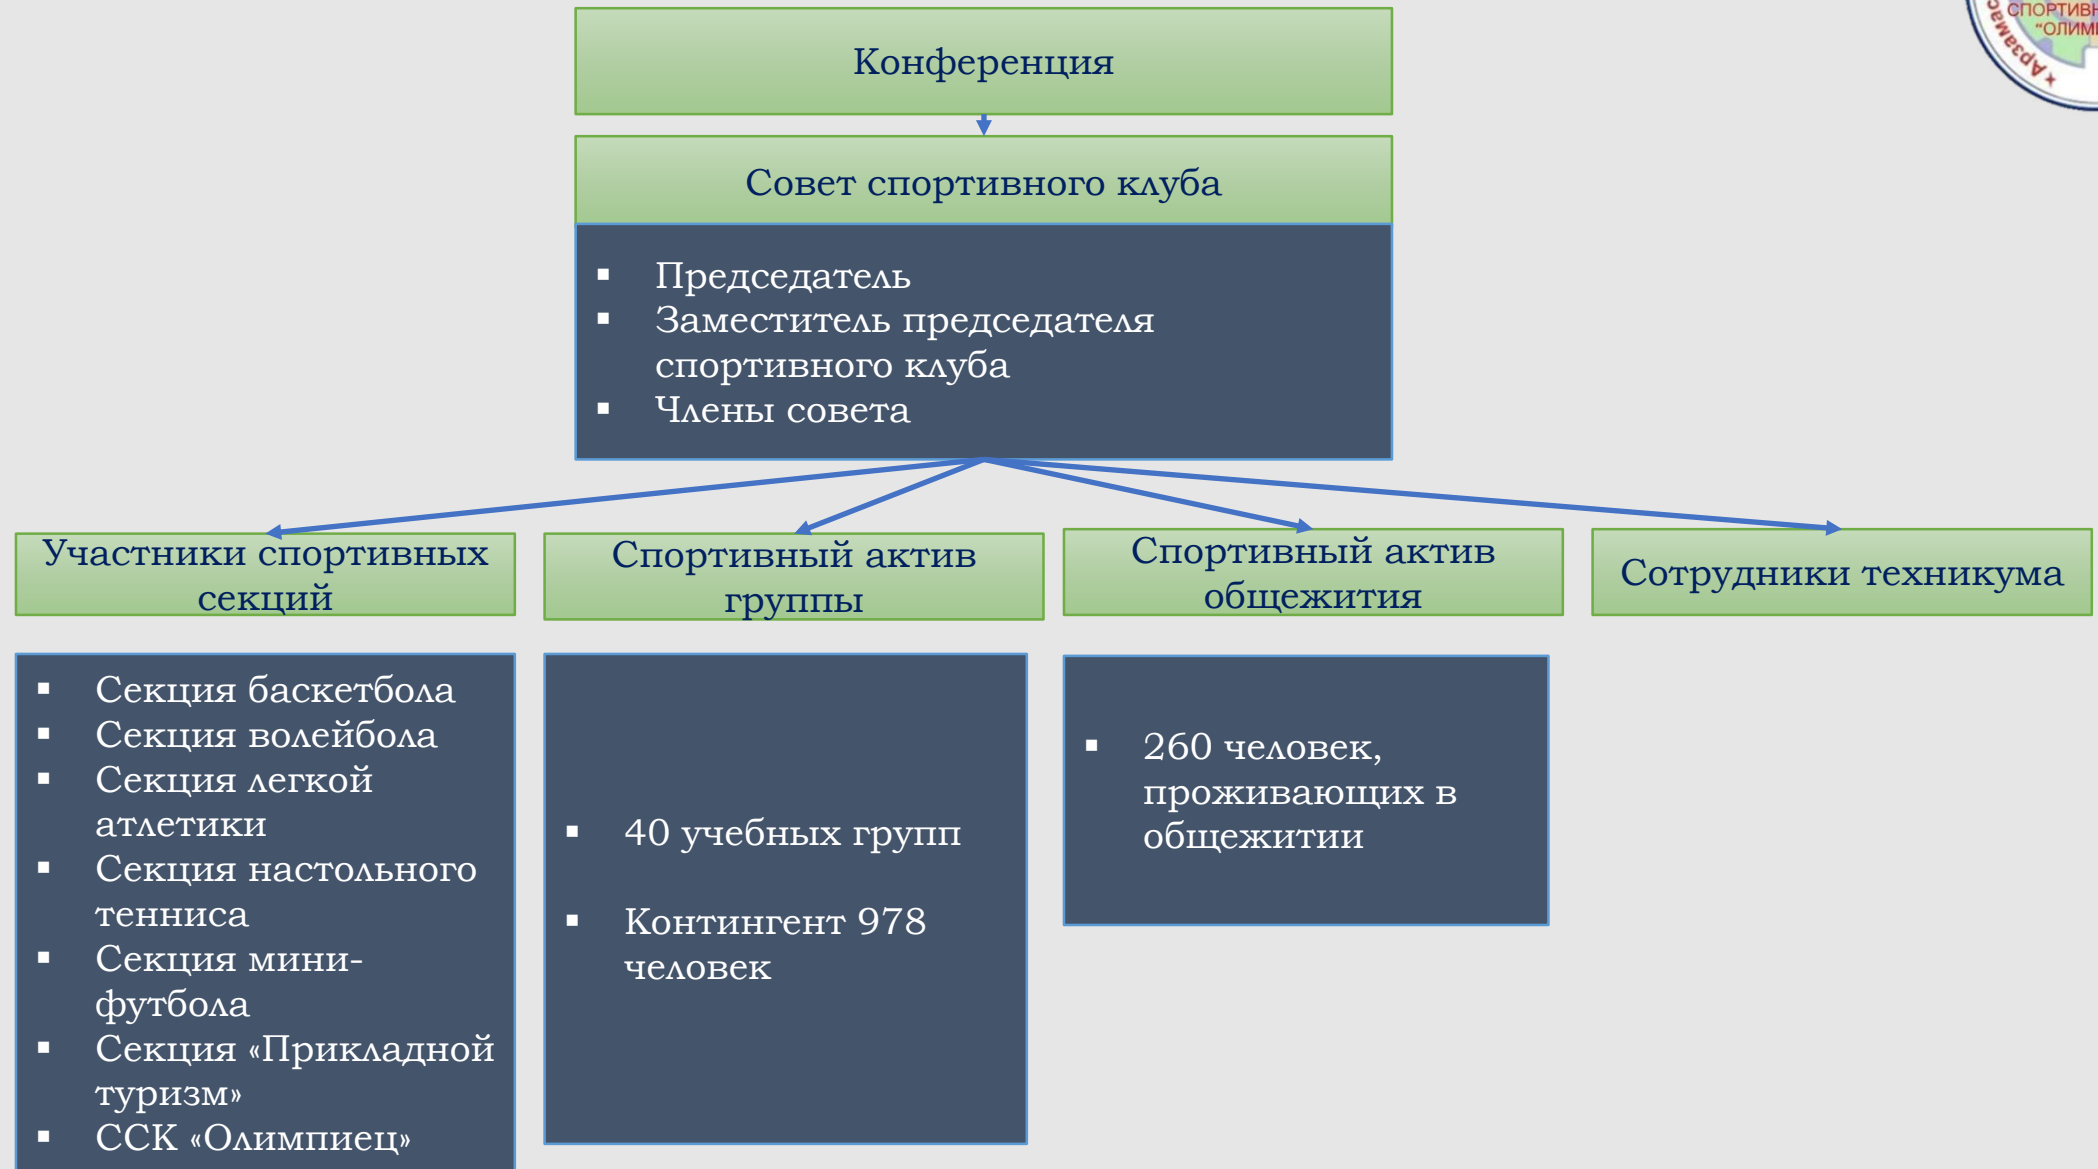 Конференция
Совет спортивного клуба
Председатель
Заместитель председателя
спортивного клуба
Члены совета
Участники спортивных
секций
Секция баскетбола
Секция волейбола
Секция легкой
атлетики
Секция настольного
тенниса
Секция мини-
футбола
Секция «Прикладной
туризм»
ССК «Олимпиец»
Спортивный актив
группы
40 учебных групп
Контингент 978
человек
Спортивный актив
общежития
260 человек,
проживающих в
общежитии
Сотрудники техникума